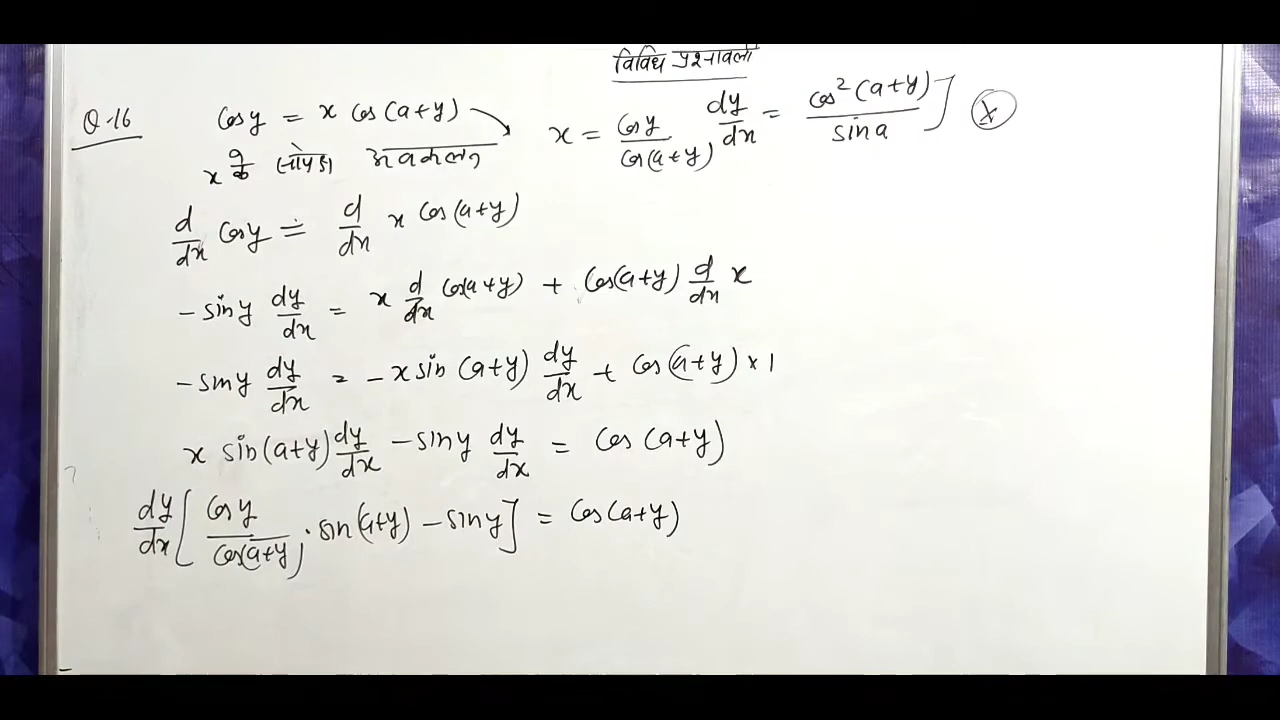 विविध प्रश्नावली
Q.16 cos y = x cos (a+y) x = cos y / cos(a+y), dy/dx = cos² (a+y) / sin a ]
x के सापेक्ष अवकलन
d/dx cos y = d/dx x cos (a+y)
- sin y dy/dx = x d/dx cos(a+y) + cos(a+y) d/dx x
- sin y dy/dx = - x sin (a+y) dy/dx + cos (a+y) × 1
x sin (a+y) dy/dx - sin y dy/dx = cos (a+y)
dy/dx [ cos y / cos(a+y) · sin (a+y) - sin y ] = cos (a+y)